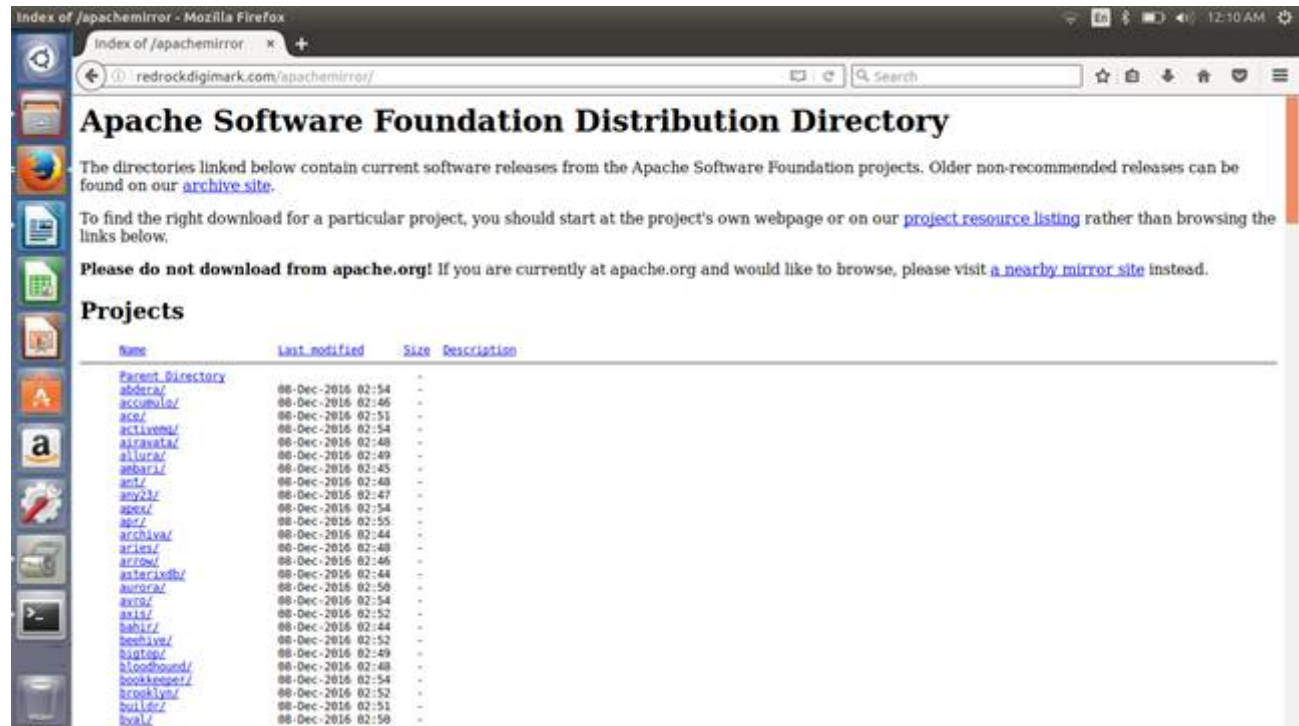 Index of /apachemirror - Mozilla Firefox
En
12:10 AM
Index of /apachemirror
redrockdigimark.com/apachemirror/
Search
Apache Software Foundation Distribution Directory
The directories linked below contain current software releases from the Apache Software Foundation projects. Older non-recommended releases can be
found on our archive site.
To find the right download for a particular project, you should start at the project's own webpage or on our project resource listing rather than browsing the
links below.
Please do not download from apache.org! If you are currently at apache.org and would like to browse, please visit a nearby mirror site instead.
Projects
Name Last modified Size Description
Parent Directory -
abdera/ 08-Dec-2016 02:54 -
accumulo/ 08-Dec-2016 02:46 -
ace/ 08-Dec-2016 02:51 -
activemq/ 08-Dec-2016 02:54 -
airavata/ 08-Dec-2016 02:48 -
allura/ 08-Dec-2016 02:49 -
ambari/ 08-Dec-2016 02:45 -
ant/ 08-Dec-2016 02:48 -
any23/ 08-Dec-2016 02:47 -
apex/ 08-Dec-2016 02:54 -
apr/ 08-Dec-2016 02:55 -
archiva/ 08-Dec-2016 02:44 -
aries/ 08-Dec-2016 02:48 -
arrow/ 08-Dec-2016 02:46 -
asterixdb/ 08-Dec-2016 02:44 -
aurora/ 08-Dec-2016 02:50 -
avro/ 08-Dec-2016 02:54 -
axis/ 08-Dec-2016 02:52 -
bahir/ 08-Dec-2016 02:44 -
beehive/ 08-Dec-2016 02:52 -
bigtop/ 08-Dec-2016 02:49 -
bloodhound/ 08-Dec-2016 02:48 -
bookkeeper/ 08-Dec-2016 02:54 -
brooklyn/ 08-Dec-2016 02:52 -
buildr/ 08-Dec-2016 02:51 -
bval/ 08-Dec-2016 02:50 -